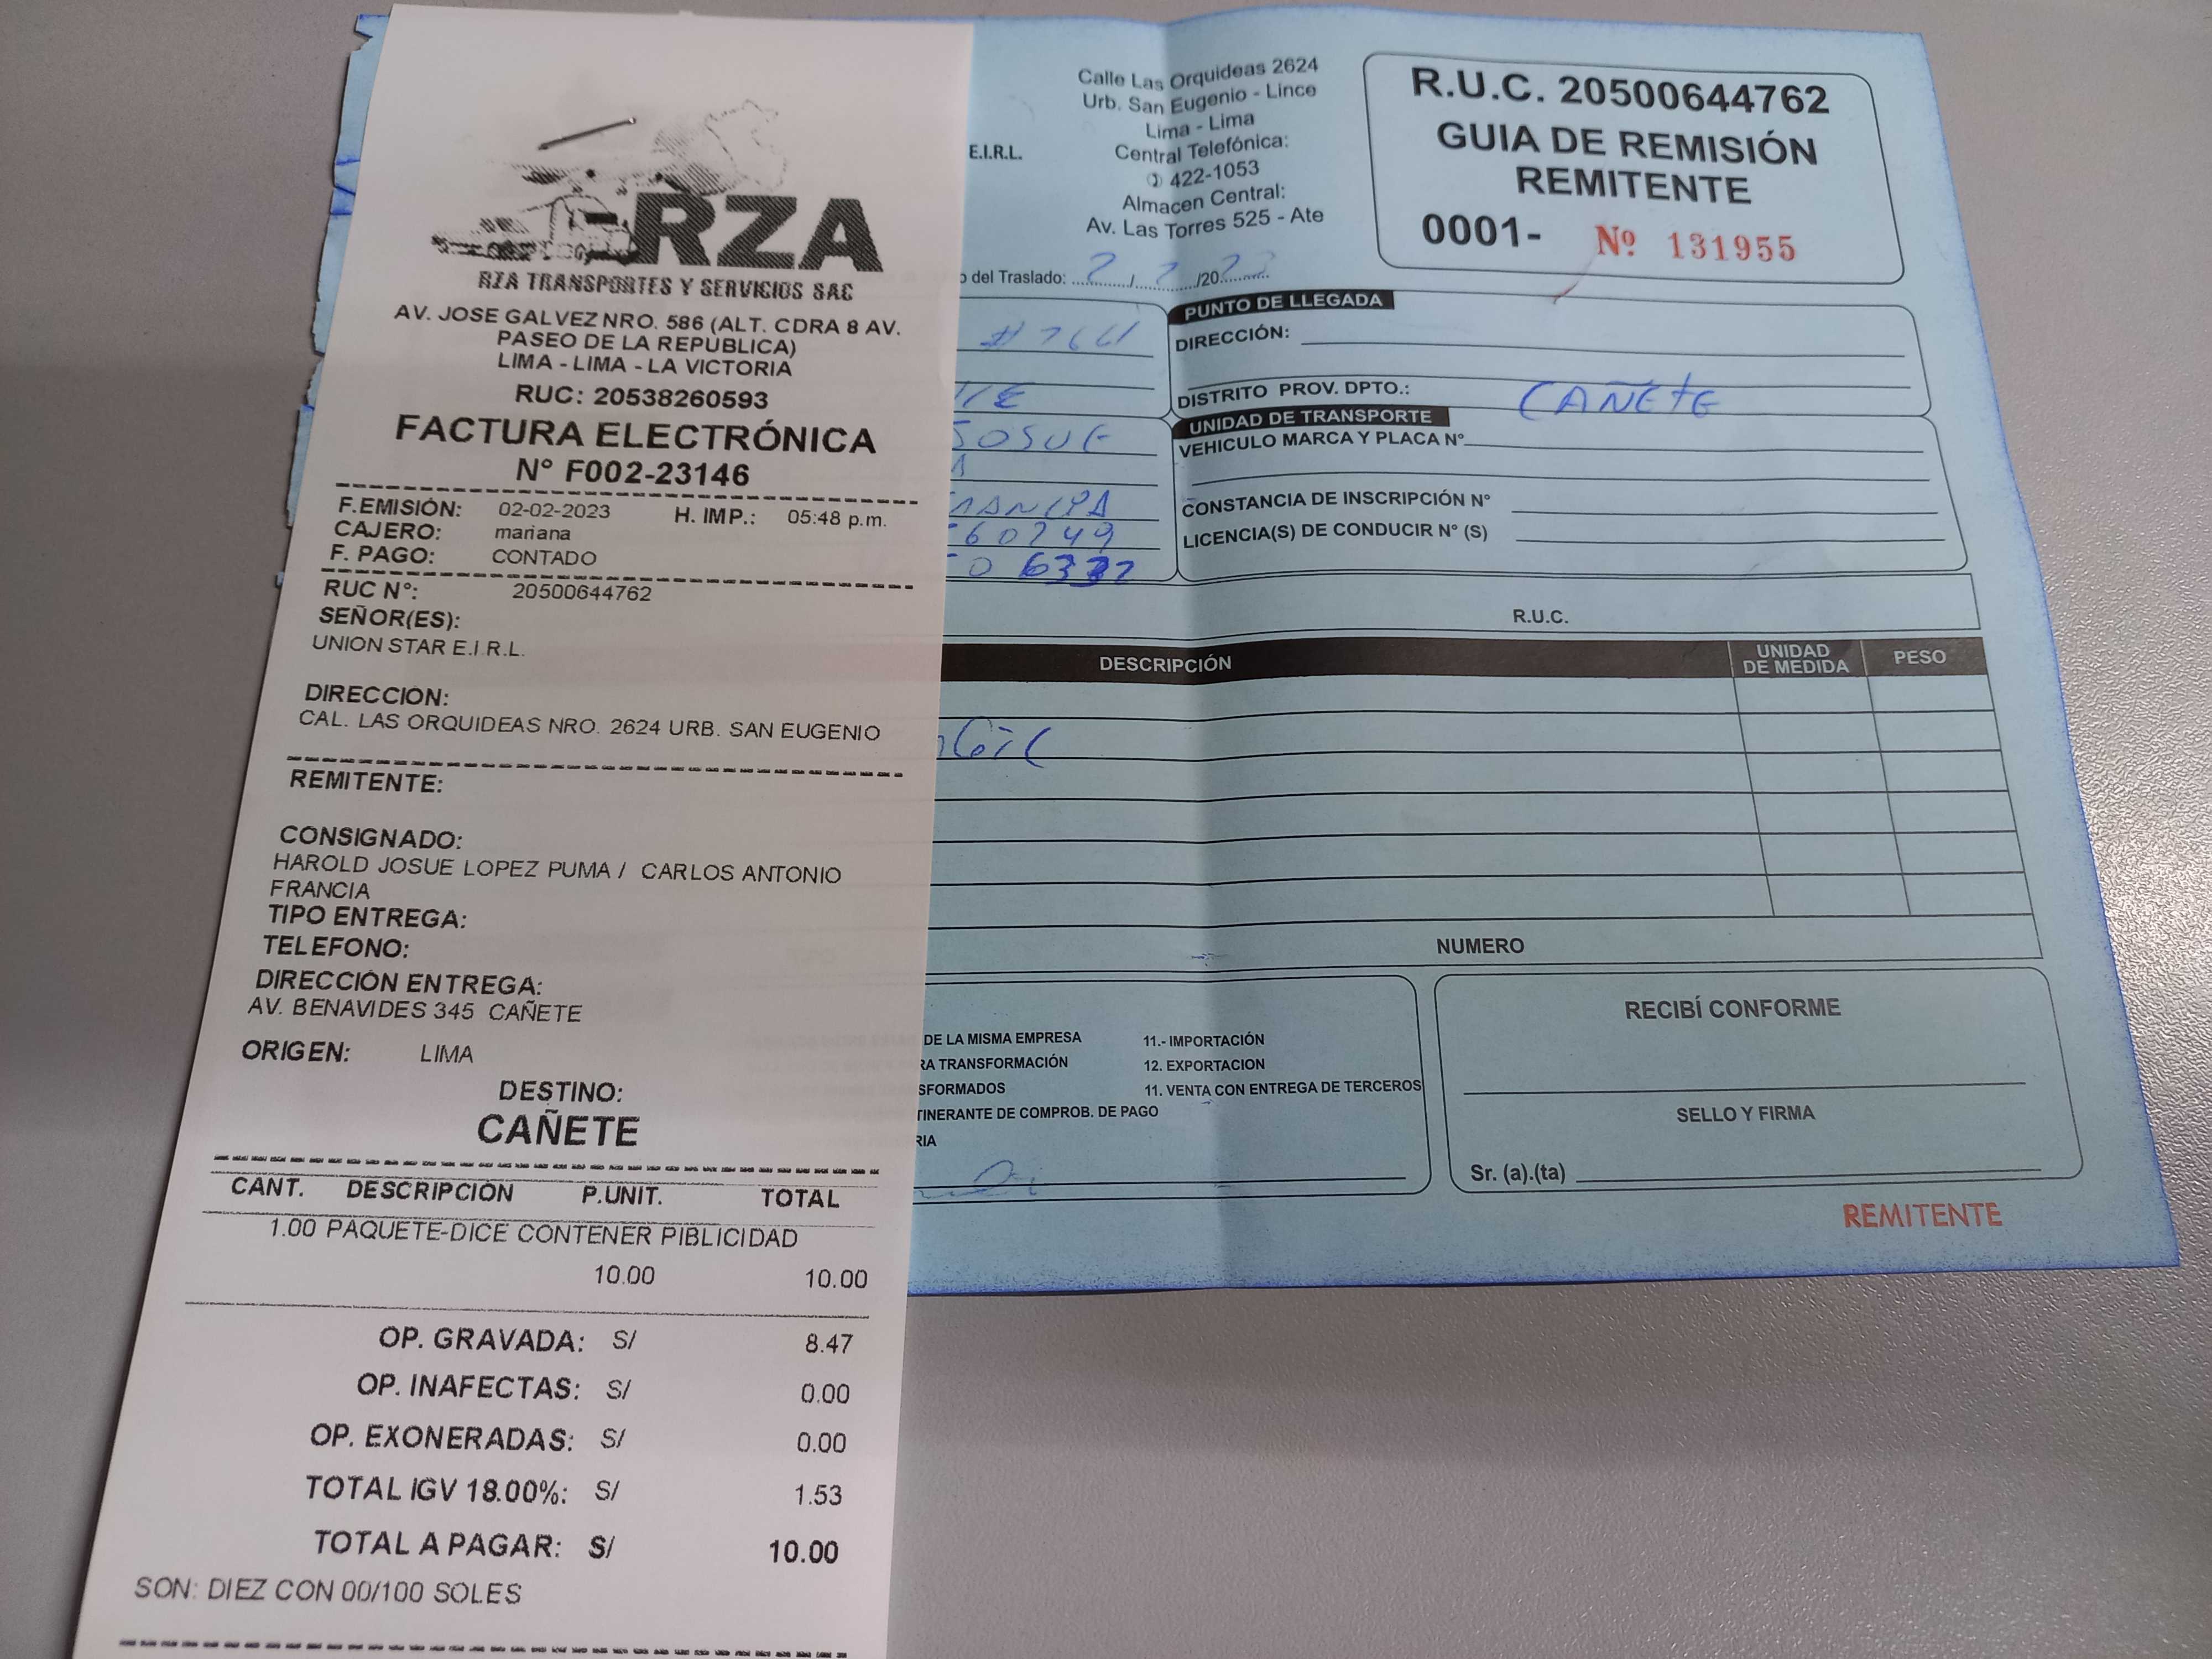 RZA
RZA TRANSPORTES Y SERVICIOS SAC
AV. JOSE GALVEZ NRO. 586 (ALT. CDRA 8 AV.
PASEO DE LA REPUBLICA)
LIMA - LIMA - LA VICTORIA
RUC: 20538260593
FACTURA ELECTRÓNICA
N° F002-23146
F.EMISIÓN: 02-02-2023 H. IMP.: 05:48 p.m.
CAJERO: mariana
F. PAGO: CONTADO
RUC N°: 20500644762
SEÑOR(ES):
UNION STAR E.I.R.L.
DIRECCIÓN:
CAL. LAS ORQUIDEAS NRO. 2624 URB. SAN EUGENIO
REMITENTE:
CONSIGNADO:
HAROLD JOSUE LOPEZ PUMA / CARLOS ANTONIO
FRANCIA
TIPO ENTREGA:
TELEFONO:
DIRECCIÓN ENTREGA:
AV. BENAVIDES 345 CAÑETE
ORIGEN: LIMA
DESTINO:
CAÑETE
CANT. DESCRIPCIÓN P.UNIT. TOTAL
1.00 PAQUETE-DICE CONTENER PIBLICIDAD
10.00 10.00
OP. GRAVADA: S/ 8.47
OP. INAFECTAS: S/ 0.00
OP. EXONERADAS: S/ 0.00
TOTAL IGV 18.00%: S/ 1.53
TOTAL A PAGAR: S/ 10.00
SON: DIEZ CON 00/100 SOLES
E.I.R.L.
Calle Las Orquideas 2624
Urb. San Eugenio - Lince
Lima - Lima
Central Telefónica:
422-1053
Almacen Central:
Av. Las Torres 525 - Ate
R.U.C. 20500644762
GUIA DE REMISIÓN
REMITENTE
0001- Nº 131955
del Traslado: 2 / 2 /20
JOSUE
60749
PUNTO DE LLEGADA
DIRECCIÓN:
DISTRITO PROV. DPTO.: CAÑETE
UNIDAD DE TRANSPORTE
VEHICULO MARCA Y PLACA N°
CONSTANCIA DE INSCRIPCIÓN N°
LICENCIA(S) DE CONDUCIR N° (S)
R.U.C.
DESCRIPCIÓN UNIDAD DE MEDIDA PESO
NUMERO
DE LA MISMA EMPRESA 11.- IMPORTACIÓN
RA TRANSFORMACIÓN 12. EXPORTACION
SFORMADOS 11. VENTA CON ENTREGA DE TERCEROS
TINERANTE DE COMPROB. DE PAGO
RIA
RECIBÍ CONFORME
SELLO Y FIRMA
Sr. (a).(ta)
REMITENTE